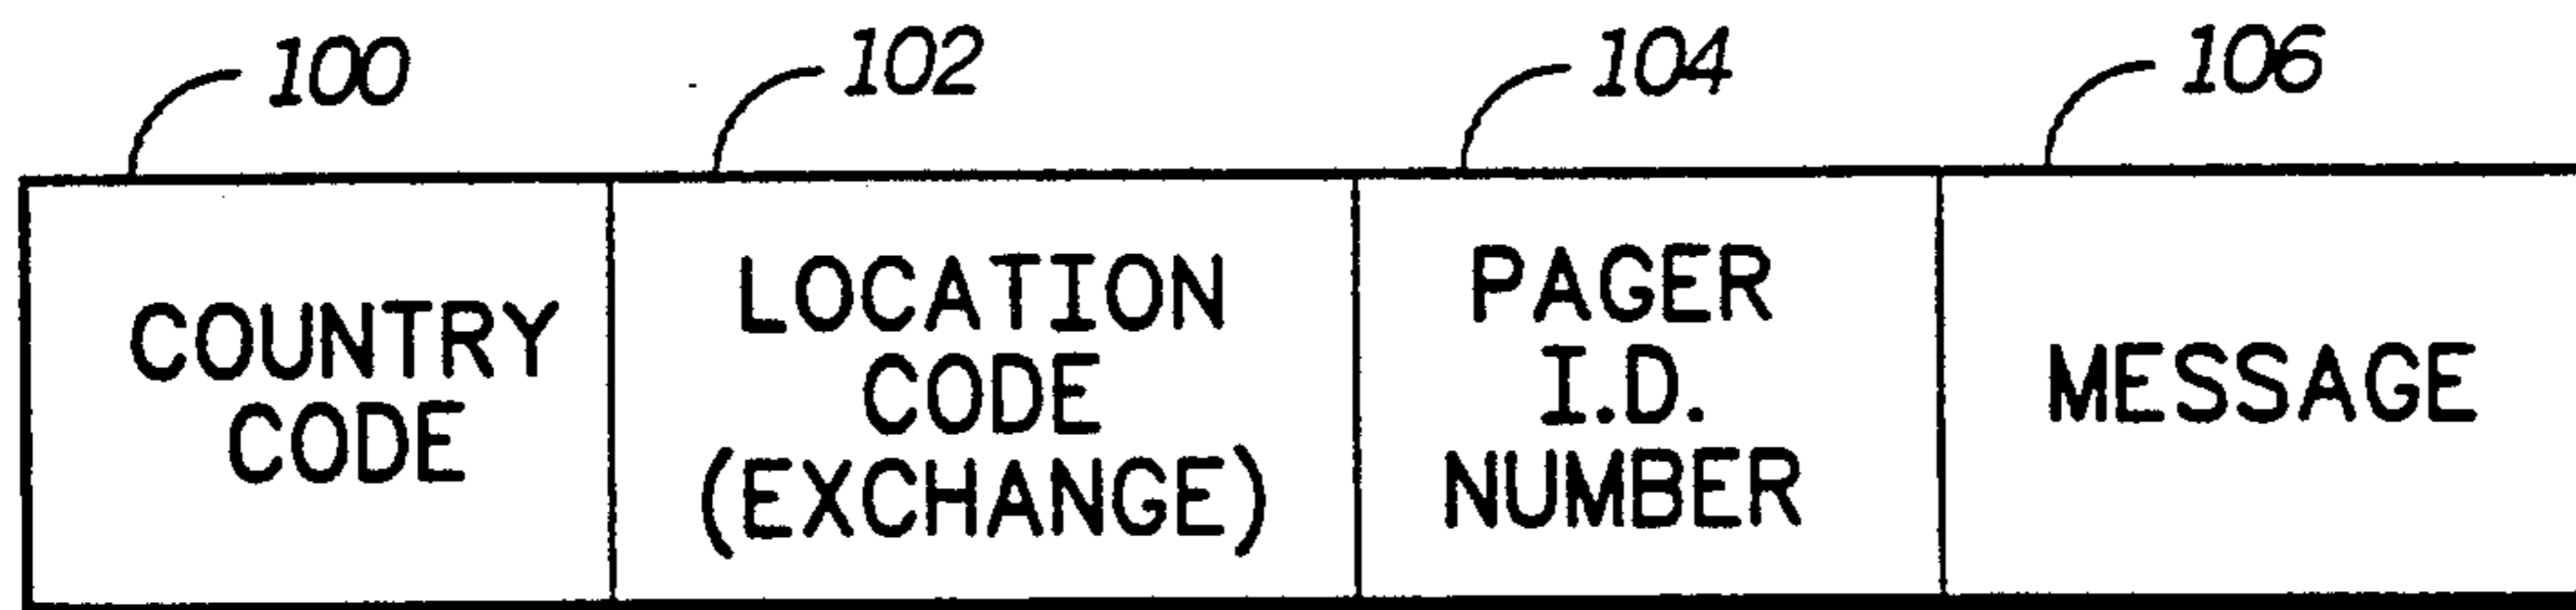 100 102 104 106
COUNTRY
CODE
LOCATION
CODE
(EXCHANGE)
PAGER
I.D.
NUMBER
MESSAGE